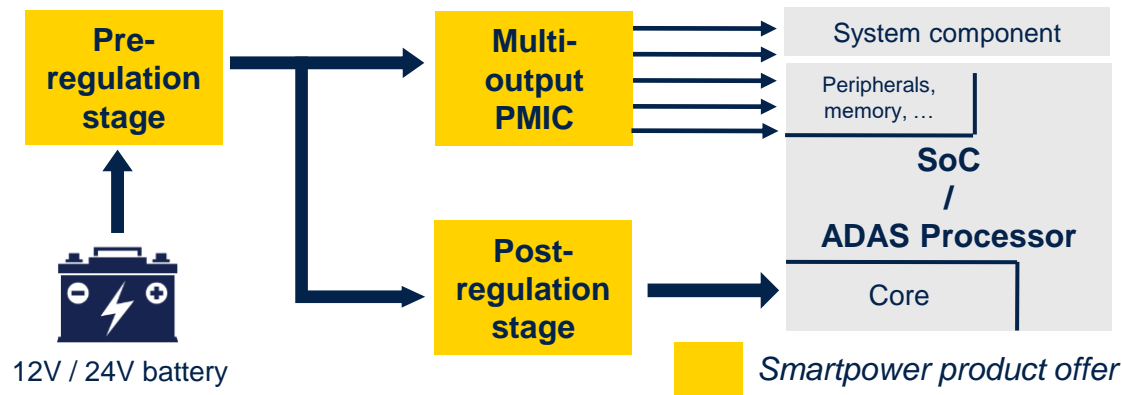 Pre-
regulation
stage
Multi-
output
PMIC
System component
Peripherals,
memory, …
SoC
/
ADAS Processor
Core
Post-
regulation
stage
12V / 24V battery
Smartpower product offer